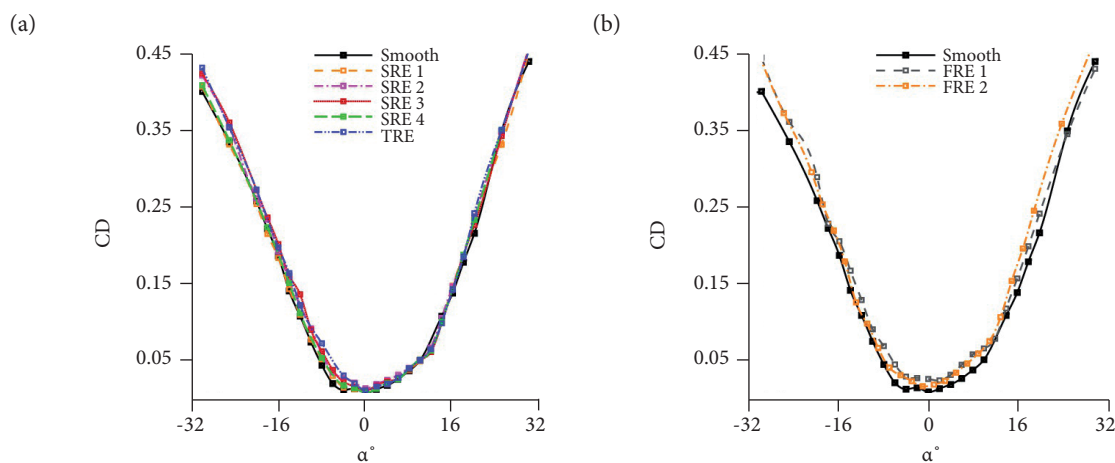 (a)
Smooth
SRE 1
SRE 2
SRE 3
SRE 4
TRE
0.45
0.35
0.25
0.15
0.05
CD
-32
-16
0
16
32
α°
(b)
Smooth
FRE 1
FRE 2
0.45
0.35
0.25
0.15
0.05
CD
-32
-16
0
16
32
α°